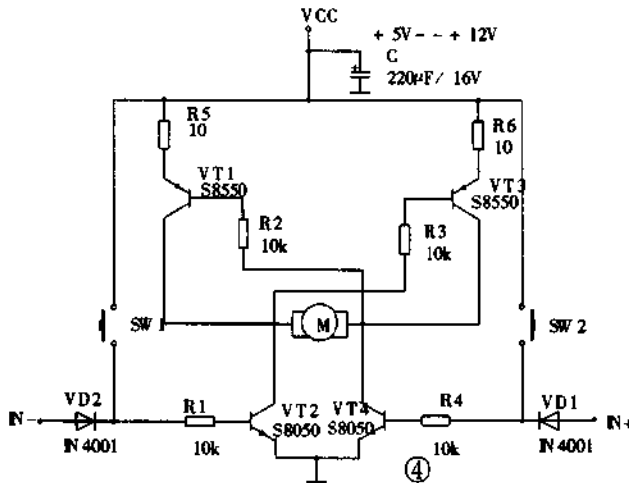 VCC
+ 5V - - + 12V
C
220μF/ 16V
R5
10
R6
10
VT1
S8550
VT3
S8550
R2
10k
R3
10k
SW 1
M
SW 2
VD2
IN-
IN 4001
R1
10k
VT2
S8050
VT4
S8050
R4
10k
VD1
IN+
IN 4001
④